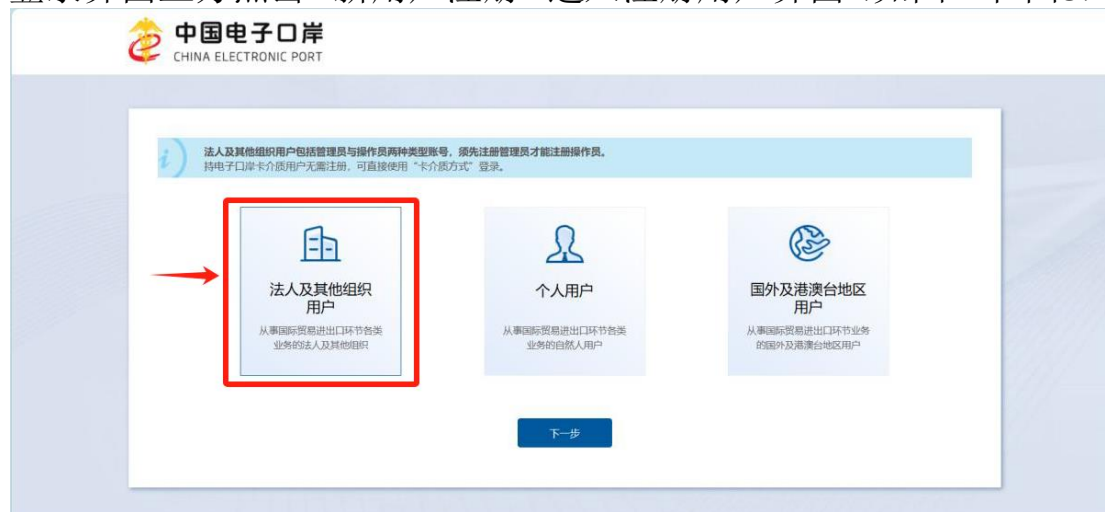 中国电子口岸
CHINA ELECTRONIC PORT
法人及其他组织用户包括管理员与操作员两种类型账号，须先注册管理员才能注册操作员。
持电子口岸卡介质用户无需注册，可直接使用“卡介质方式”登录。
法人及其他组织
用户
从事国际贸易进出口环节各类
业务的法人及其他组织
个人用户
从事国际贸易进出口环节各类
业务的自然人用户
国外及港澳台地区
用户
从事国际贸易进出口环节业务
的国外及港澳台地区用户
下一步